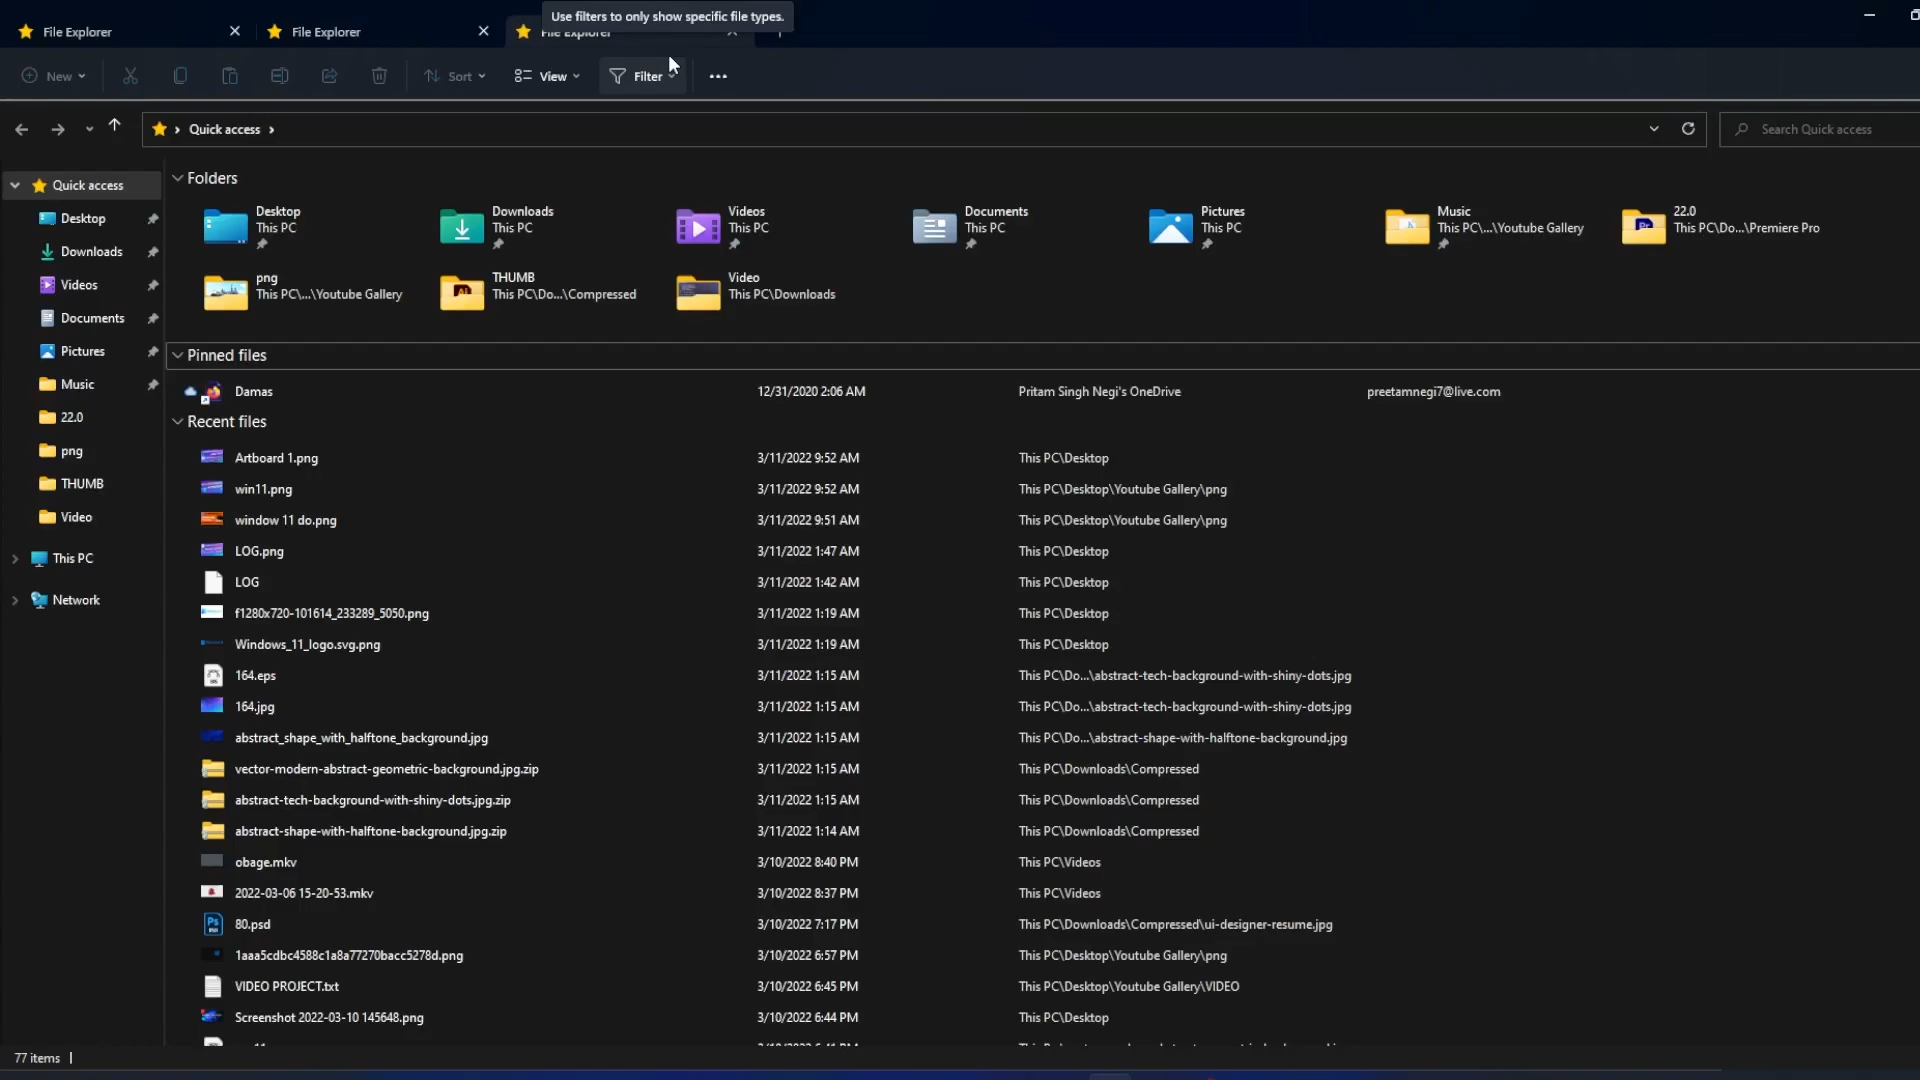 Use filters to only show specific file types.
File Explorer
File Explorer
File Explorer
New
Sort
View
Filter
Quick access
Search Quick access
Quick access
Desktop
Downloads
Videos
Documents
Pictures
Music
22.0
png
THUMB
Video
This PC
Network
Folders
Desktop
This PC
Downloads
This PC
Videos
This PC
Documents
This PC
Pictures
This PC
Music
This PC\...\Youtube Gallery
22.0
This PC\Do...\Premiere Pro
png
This PC\...\Youtube Gallery
THUMB
This PC\Do...\Compressed
Video
This PC\Downloads
Pinned files
Damas 12/31/2020 2:06 AM Pritam Singh Negi's OneDrive preetamnegi7@live.com
Recent files
Artboard 1.png 3/11/2022 9:52 AM This PC\Desktop
win11.png 3/11/2022 9:52 AM This PC\Desktop\Youtube Gallery\png
window 11 do.png 3/11/2022 9:51 AM This PC\Desktop\Youtube Gallery\png
LOG.png 3/11/2022 1:47 AM This PC\Desktop
LOG 3/11/2022 1:42 AM This PC\Desktop
f1280x720-101614_233289_5050.png 3/11/2022 1:19 AM This PC\Desktop
Windows_11_logo.svg.png 3/11/2022 1:19 AM This PC\Desktop
164.eps 3/11/2022 1:15 AM This PC\Do...\abstract-tech-background-with-shiny-dots.jpg
164.jpg 3/11/2022 1:15 AM This PC\Do...\abstract-tech-background-with-shiny-dots.jpg
abstract_shape_with_halftone_background.jpg 3/11/2022 1:15 AM This PC\Do...\abstract-shape-with-halftone-background.jpg
vector-modern-abstract-geometric-background.jpg.zip 3/11/2022 1:15 AM This PC\Downloads\Compressed
abstract-tech-background-with-shiny-dots.jpg.zip 3/11/2022 1:15 AM This PC\Downloads\Compressed
abstract-shape-with-halftone-background.jpg.zip 3/11/2022 1:14 AM This PC\Downloads\Compressed
obage.mkv 3/10/2022 8:40 PM This PC\Videos
2022-03-06 15-20-53.mkv 3/10/2022 8:37 PM This PC\Videos
80.psd 3/10/2022 7:17 PM This PC\Downloads\Compressed\ui-designer-resume.jpg
1aaa5cdbc4588c1a8a77270bacc5278d.png 3/10/2022 6:57 PM This PC\Desktop\Youtube Gallery\png
VIDEO PROJECT.txt 3/10/2022 6:45 PM This PC\Desktop\Youtube Gallery\VIDEO
Screenshot 2022-03-10 145648.png 3/10/2022 6:44 PM This PC\Desktop
77 items